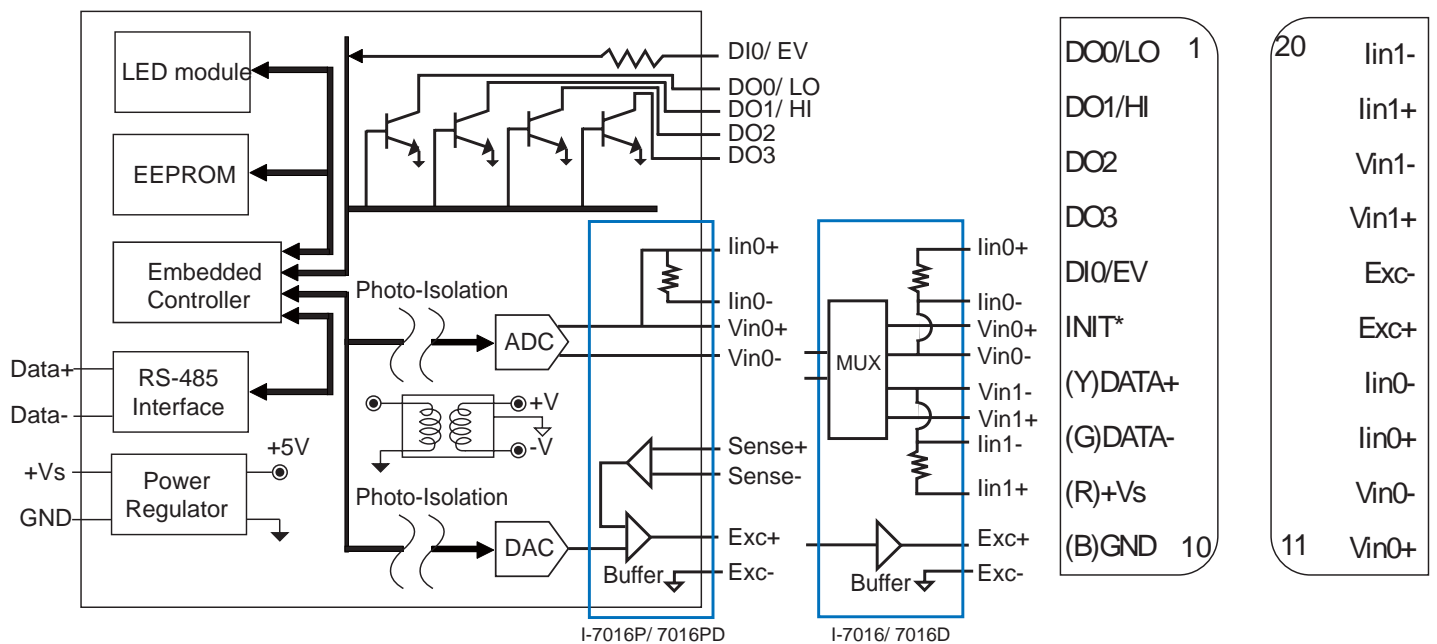 LED module
EEPROM
Embedded
Controller
RS-485
Interface
Power
Regulator
Data+
Data-
+Vs
GND
+5V
Photo-Isolation
ADC
+V
-V
Photo-Isolation
DAC
DI0/ EV
DO0/ LO
DO1/ HI
DO2
DO3
Iin0+
Iin0-
Vin0+
Vin0-
Sense+
Sense-
Exc+
Exc-
Buffer
I-7016P/ 7016PD
MUX
Iin0+
Iin0-
Vin0+
Vin0-
Vin1-
Vin1+
Iin1-
Iin1+
Exc+
Exc-
Buffer
I-7016/ 7016D
DO0/LO 1
DO1/HI
DO2
DO3
DI0/EV
INIT*
(Y)DATA+
(G)DATA-
(R)+Vs
(B)GND 10
20 Iin1-
Iin1+
Vin1-
Vin1+
Exc-
Exc+
Iin0-
Iin0+
Vin0-
11 Vin0+